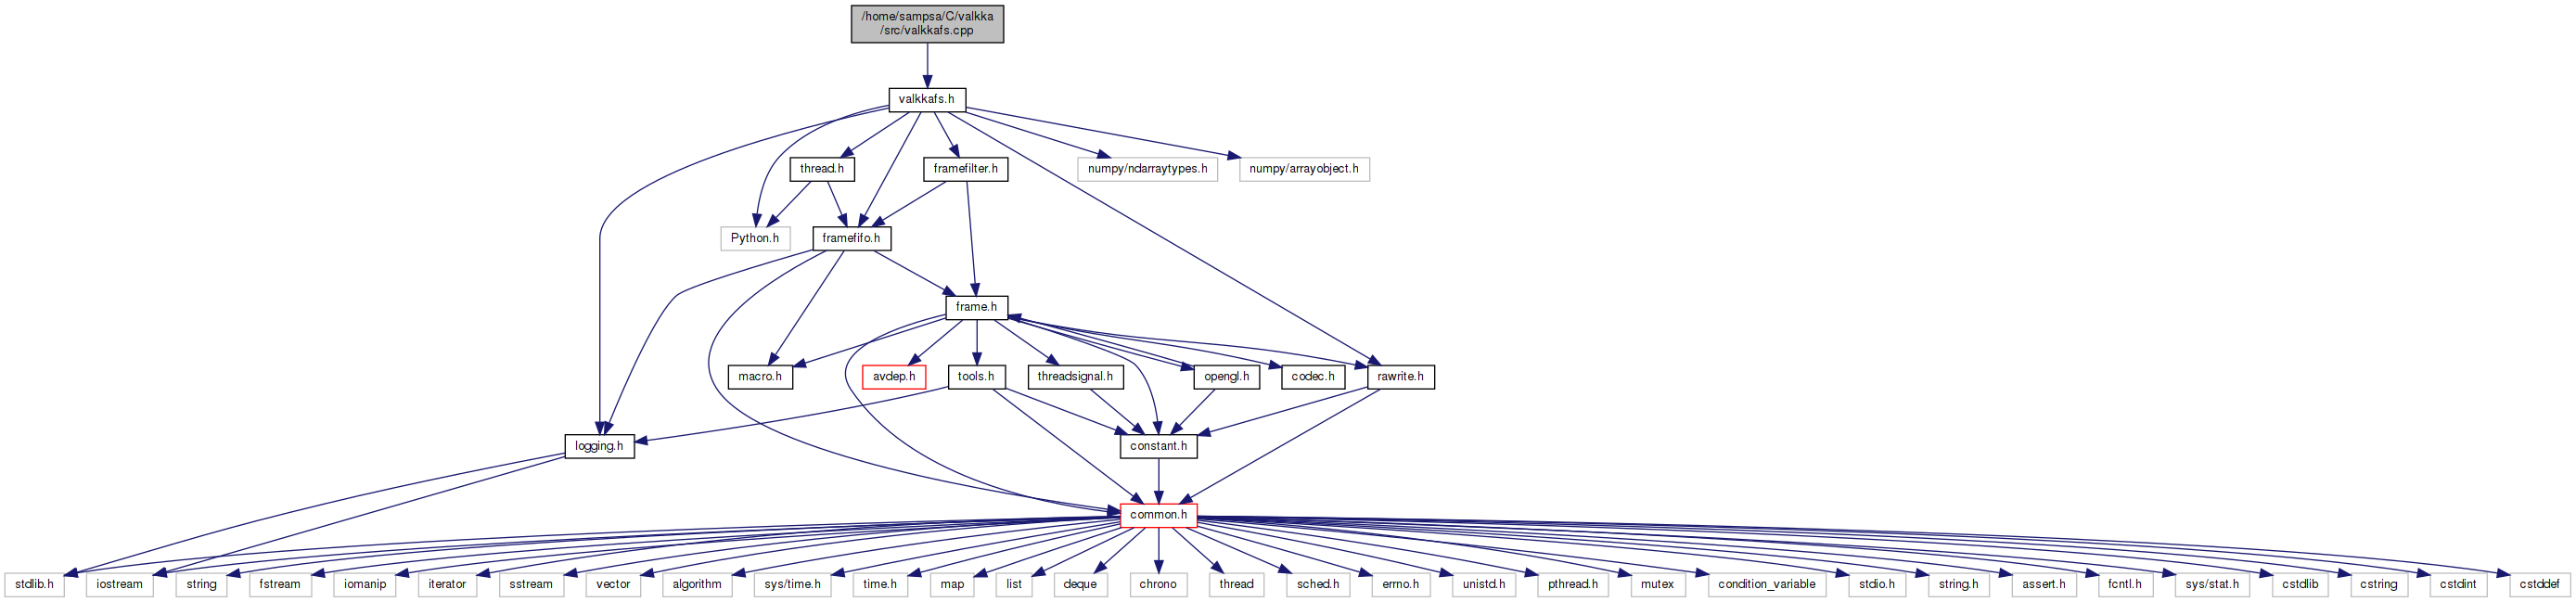 /home/sampsa/C/valkka
/src/valkkafs.cpp
valkkafs.h
thread.h
framefilter.h
numpy/ndarraytypes.h
numpy/arrayobject.h
Python.h
framefifo.h
frame.h
macro.h
avdep.h
tools.h
threadsignal.h
opengl.h
codec.h
rawrite.h
logging.h
constant.h
common.h
stdlib.h
iostream
string
fstream
iomanip
iterator
sstream
vector
algorithm
sys/time.h
time.h
map
list
deque
chrono
thread
sched.h
errno.h
unistd.h
pthread.h
mutex
condition_variable
stdio.h
string.h
assert.h
fcntl.h
sys/stat.h
cstdlib
cstring
cstdint
cstddef